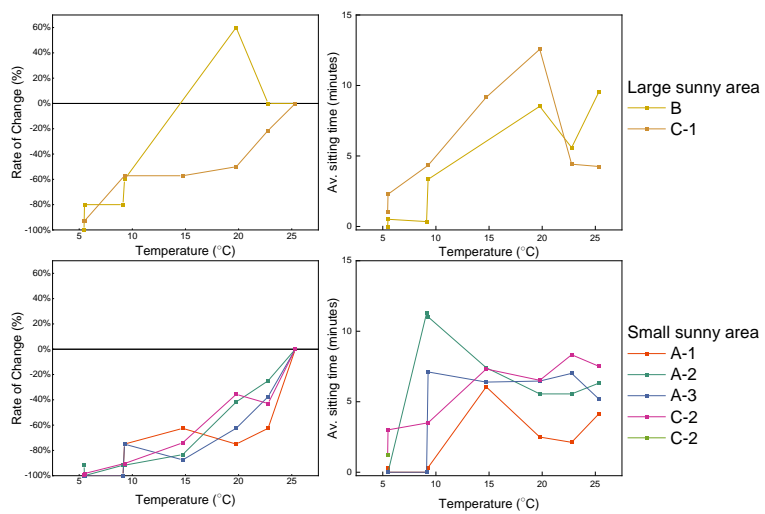 60%
40%
20%
0%
-20%
-40%
-60%
-80%
-100%
Rate of Change (%)
5
10
15
20
25
Temperature (°C)
15
10
5
0
Av. sitting time (minutes)
5
10
15
20
25
Temperature (°C)
Large sunny area
B
C-1
60%
40%
20%
0%
-20%
-40%
-60%
-80%
-100%
Rate of Change (%)
5
10
15
20
25
Temperature (°C)
15
10
5
0
Av. sitting time (minutes)
5
10
15
20
25
Temperature (°C)
Small sunny area
A-1
A-2
A-3
C-2
C-2